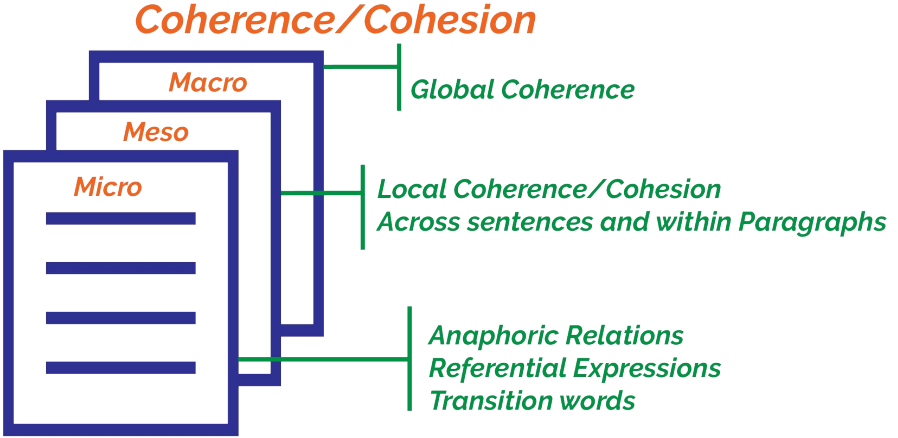 Coherence/Cohesion
Macro
Global Coherence
Meso
Micro
Local Coherence/Cohesion
Across sentences and within Paragraphs
Anaphoric Relations
Referential Expressions
Transition words